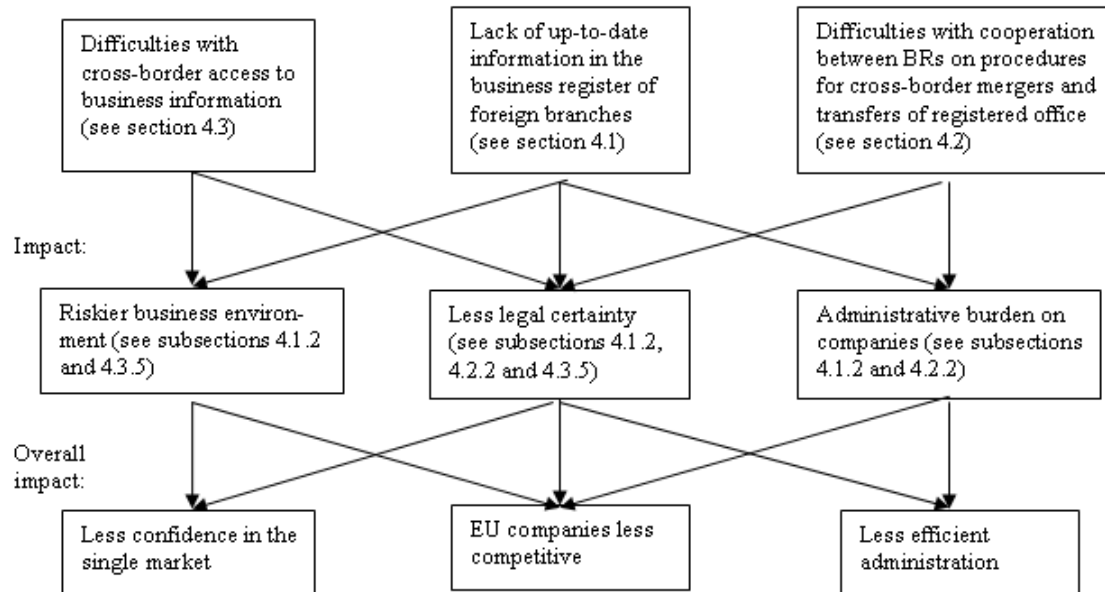 Difficulties with
cross-border access to
business information
(see section 4.3)
Lack of up-to-date
information in the
business register of
foreign branches
(see section 4.1)
Difficulties with cooperation
between BRs on procedures
for cross-border mergers and
transfers of registered office
(see section 4.2)
Impact:
Riskier business environ-
ment (see subsections 4.1.2
and 4.3.5)
Less legal certainty
(see subsections 4.1.2,
4.2.2 and 4.3.5)
Administrative burden on
companies (see subsections
4.1.2 and 4.2.2)
Overall
impact:
Less confidence in the
single market
EU companies less
competitive
Less efficient
administration